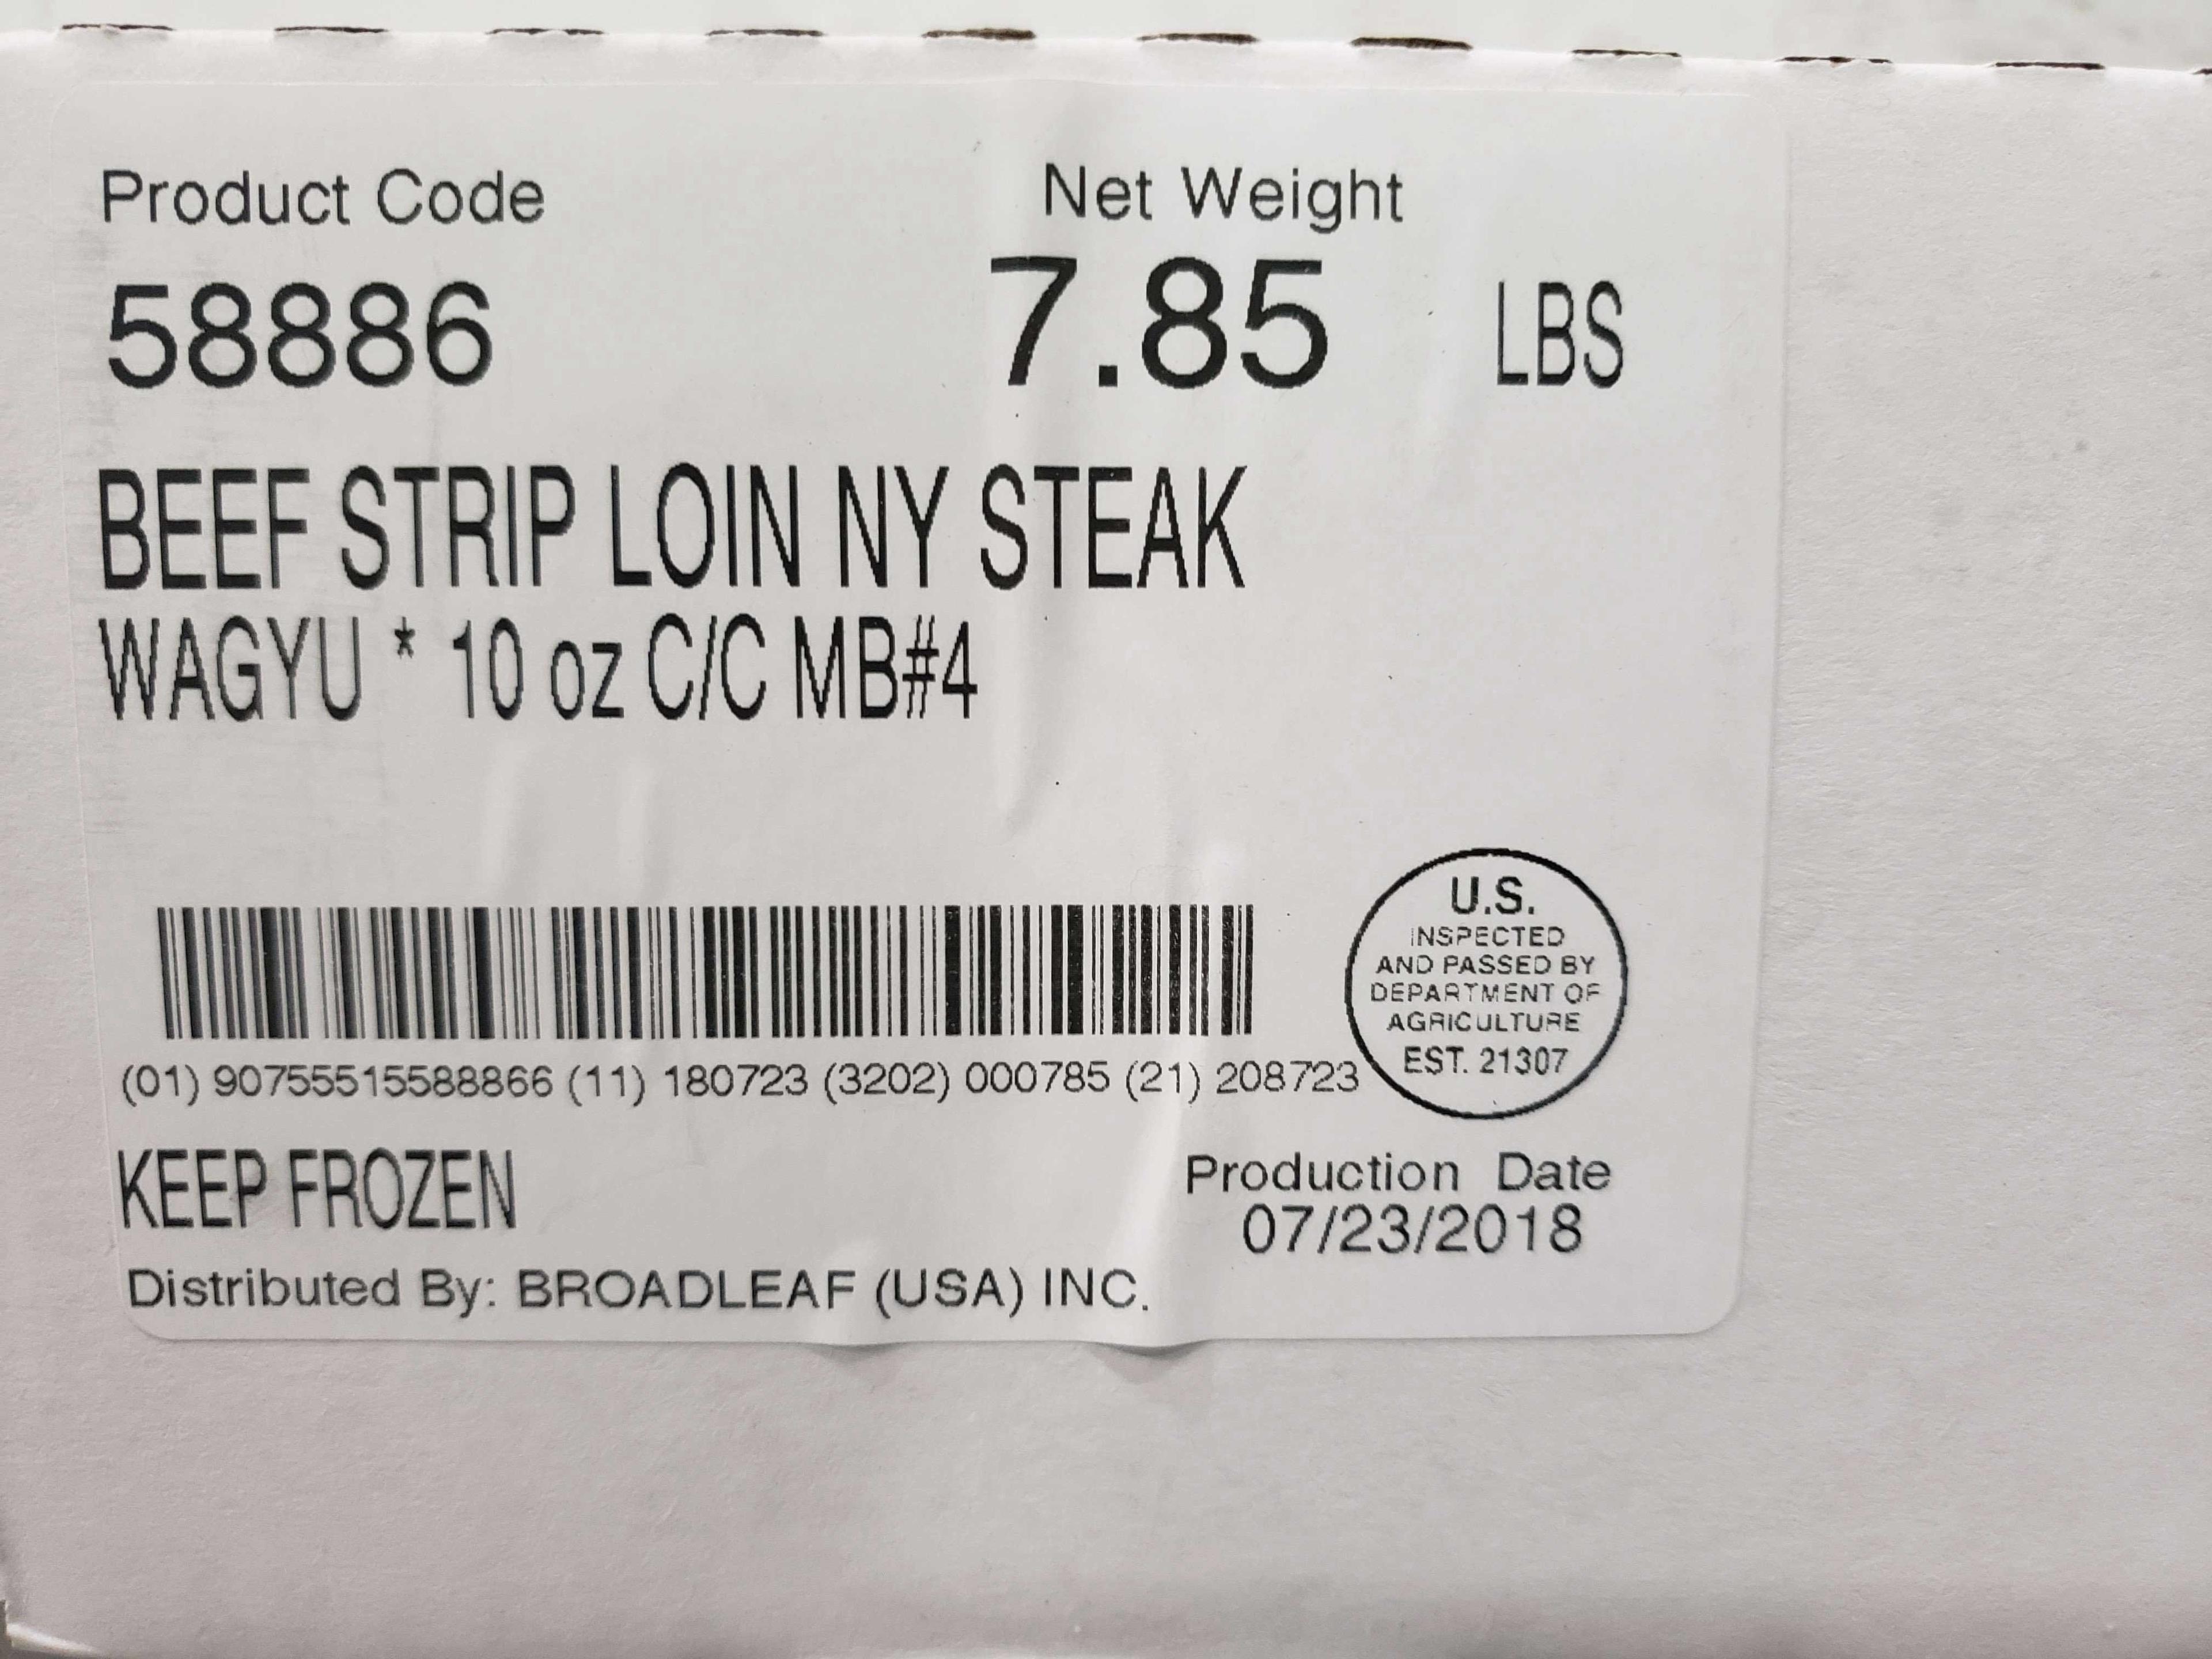 Product Code
Net Weight
58886
7.85 LBS
BEEF STRIP LOIN NY STEAK
WAGYU * 10 oz C/C MB#4
U.S.
INSPECTED
AND PASSED BY
DEPARTMENT OF
AGRICULTURE
EST. 21307
(01) 90755515588866 (11) 180723 (3202) 000785 (21) 208723
KEEP FROZEN
Production Date
07/23/2018
Distributed By: BROADLEAF (USA) INC.